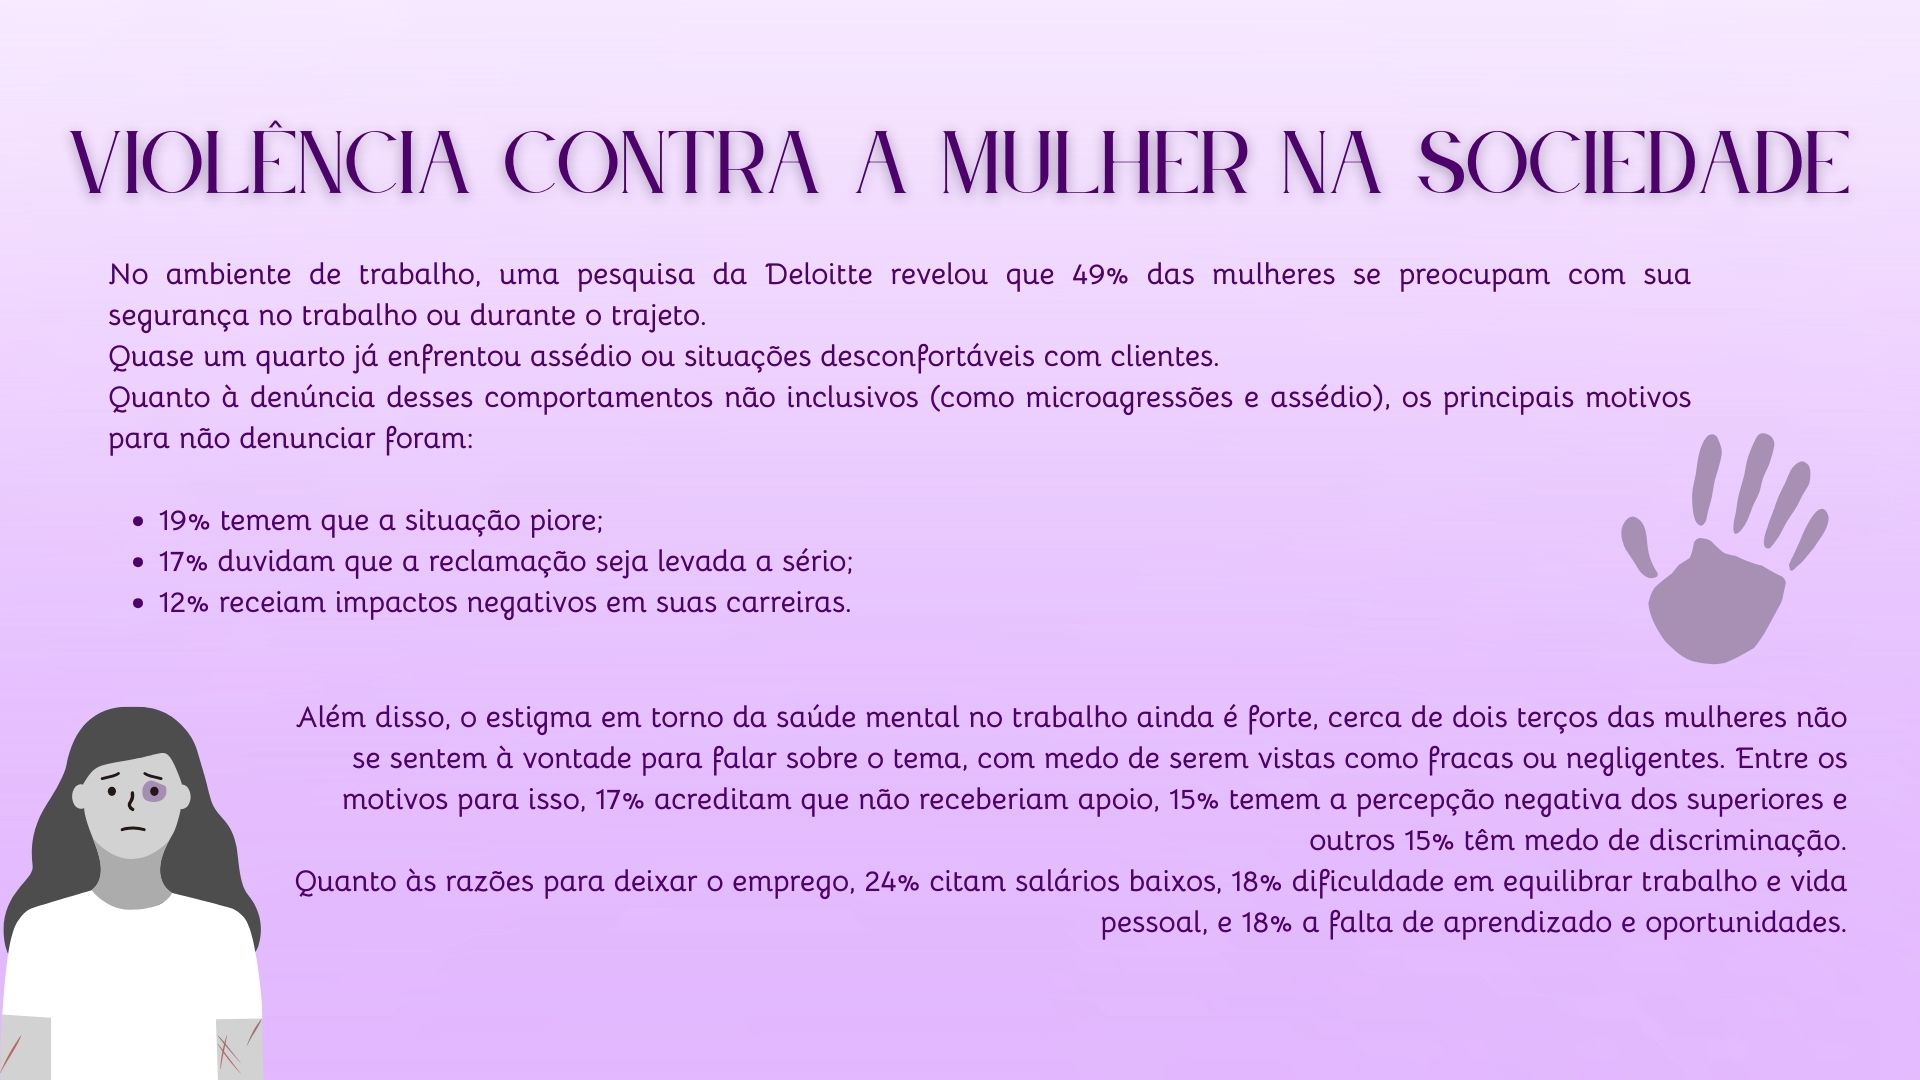 VIOLÊNCIA CONTRA A MULHER NA SOCIEDADE
No ambiente de trabalho, uma pesquisa da Deloitte revelou que 49% das mulheres se preocupam com sua
segurança no trabalho ou durante o trajeto.
Quase um quarto já enfrentou assédio ou situações desconfortáveis com clientes.
Quanto à denúncia desses comportamentos não inclusivos (como microagressões e assédio), os principais motivos
para não denunciar foram:
• 19% temem que a situação piore;
• 17% duvidam que a reclamação seja levada a sério;
• 12% receiam impactos negativos em suas carreiras.
Além disso, o estigma em torno da saúde mental no trabalho ainda é forte, cerca de dois terços das mulheres não
se sentem à vontade para falar sobre o tema, com medo de serem vistas como fracas ou negligentes. Entre os
motivos para isso, 17% acreditam que não receberiam apoio, 15% temem a percepção negativa dos superiores e
outros 15% têm medo de discriminação.
Quanto às razões para deixar o emprego, 24% citam salários baixos, 18% dificuldade em equilibrar trabalho e vida
pessoal, e 18% a falta de aprendizado e oportunidades.